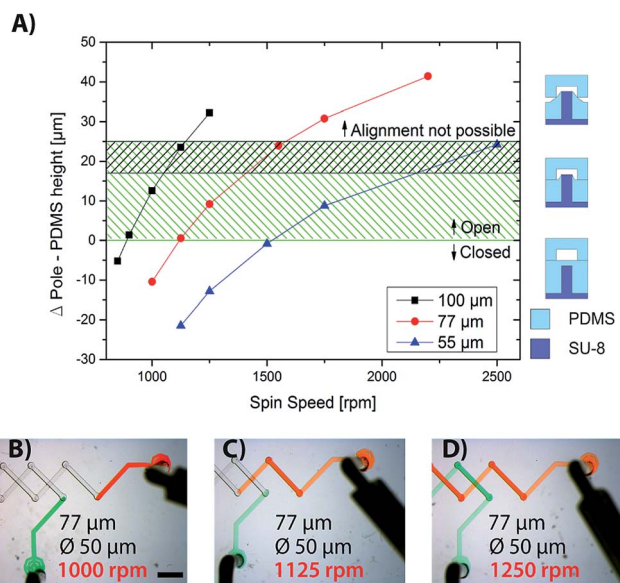 A)
Δ Pole - PDMS height [µm]
50
40
30
20
10
0
-10
-20
-30
Alignment not possible
Open
Closed
100 µm
77 µm
55 µm
1000
1500
2000
2500
Spin Speed [rpm]
PDMS
SU-8
B)
77 µm
Ø 50 µm
1000 rpm
C)
77 µm
Ø 50 µm
1125 rpm
D)
77 µm
Ø 50 µm
1250 rpm